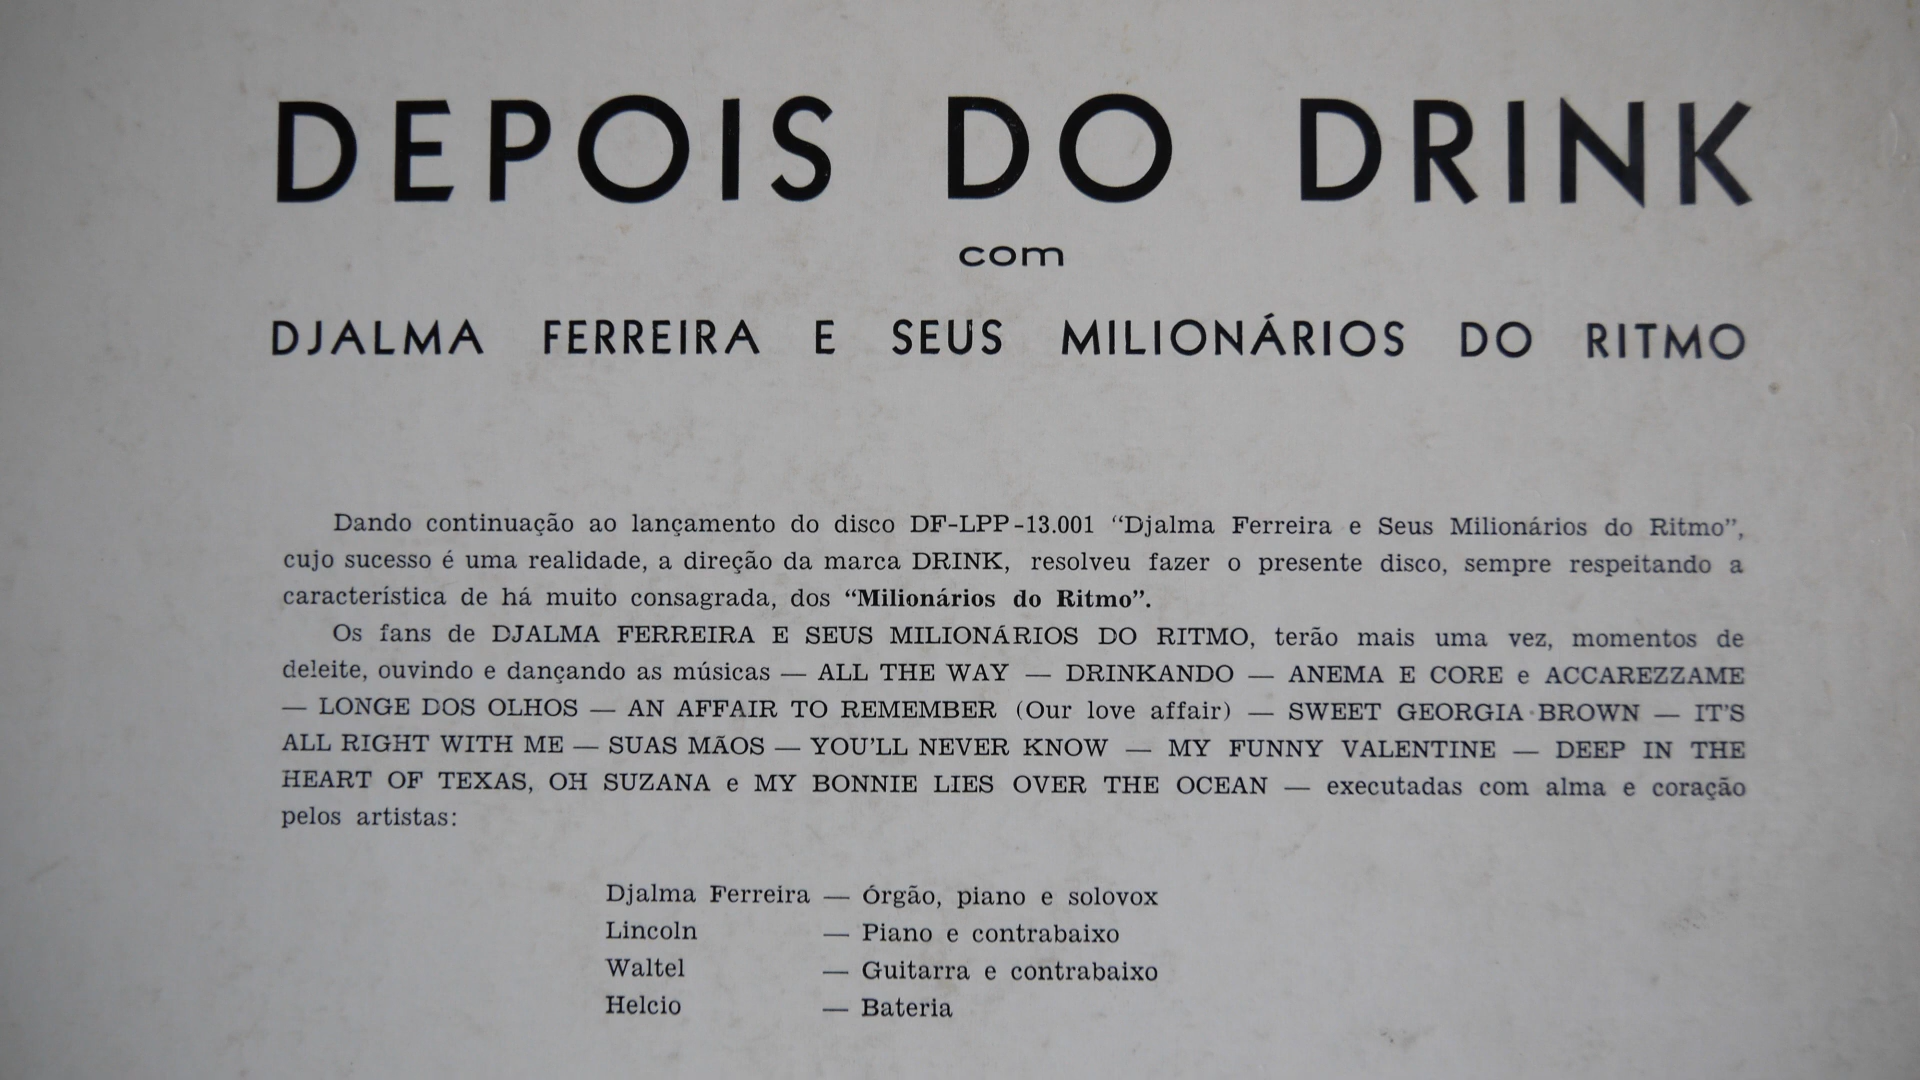 DEPOIS DO DRINK
com
DJALMA FERREIRA E SEUS MILIONÁRIOS DO RITMO
Dando continuação ao lançamento do disco DF-LPP-13.001 “Djalma Ferreira e Seus Milionários do Ritmo”,
cujo sucesso é uma realidade, a direção da marca DRINK, resolveu fazer o presente disco, sempre respeitando a
característica de há muito consagrada, dos “Milionários do Ritmo”.
Os fans de DJALMA FERREIRA E SEUS MILIONÁRIOS DO RITMO, terão mais uma vez, momentos de
deleite, ouvindo e dançando as músicas — ALL THE WAY — DRINKANDO — ANEMA E CORE e ACCAREZZAME
— LONGE DOS OLHOS — AN AFFAIR TO REMEMBER (Our love affair) — SWEET GEORGIA BROWN — IT'S
ALL RIGHT WITH ME — SUAS MÃOS — YOU'LL NEVER KNOW — MY FUNNY VALENTINE — DEEP IN THE
HEART OF TEXAS, OH SUZANA e MY BONNIE LIES OVER THE OCEAN — executadas com alma e coração
pelos artistas:
Djalma Ferreira — Órgão, piano e solovox
Lincoln — Piano e contrabaixo
Waltel — Guitarra e contrabaixo
Helcio — Bateria